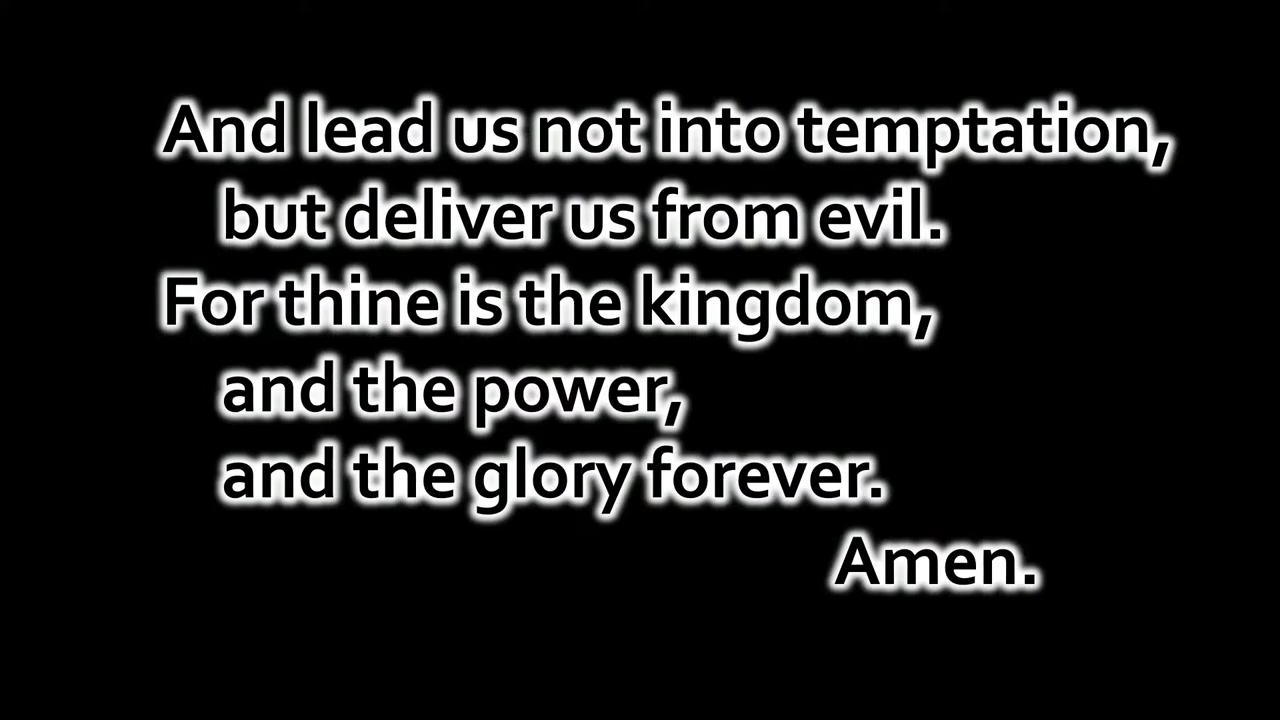 And lead us not into temptation,
but deliver us from evil.
For thine is the kingdom,
and the power,
and the glory forever.
Amen.